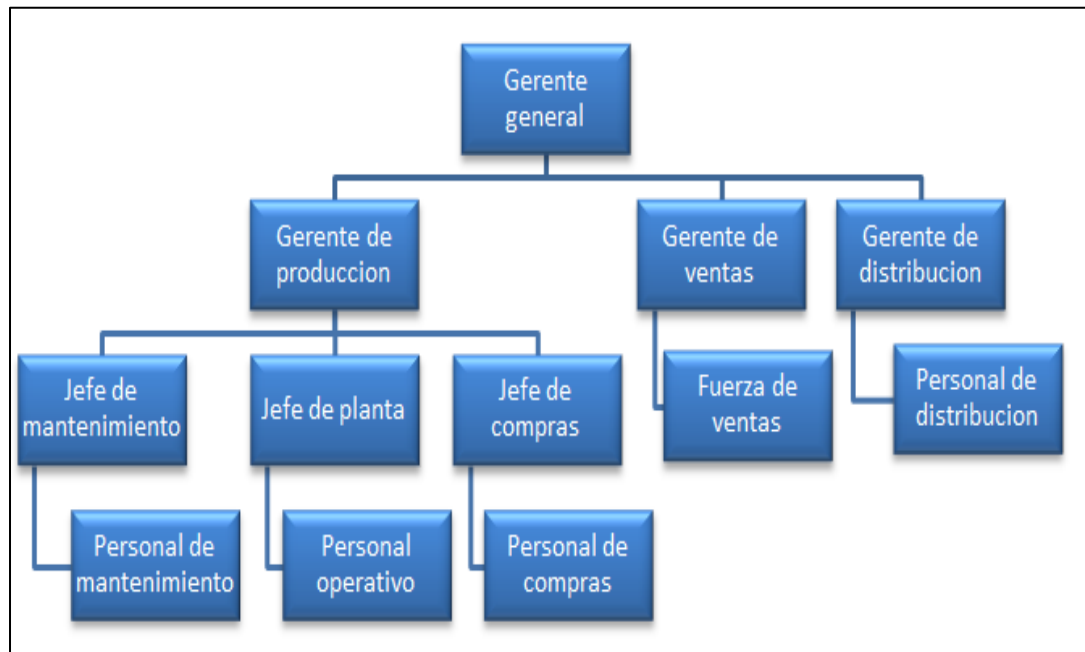 Gerente
general
Gerente de
produccion
Gerente de
ventas
Gerente de
distribucion
Jefe de
mantenimiento
Jefe de planta
Jefe de
compras
Fuerza de
ventas
Personal de
distribucion
Personal de
mantenimiento
Personal
operativo
Personal de
compras